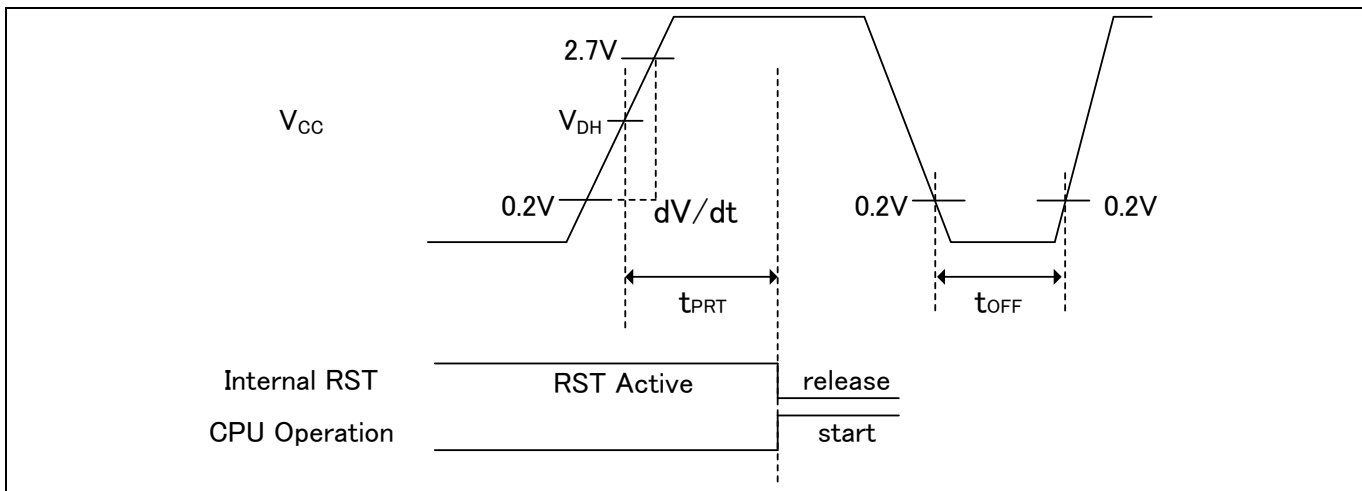 2.7V
VCC
VDH
0.2V
dV/dt
0.2V
0.2V
tPRT
tOFF
Internal RST
RST Active
release
CPU Operation
start